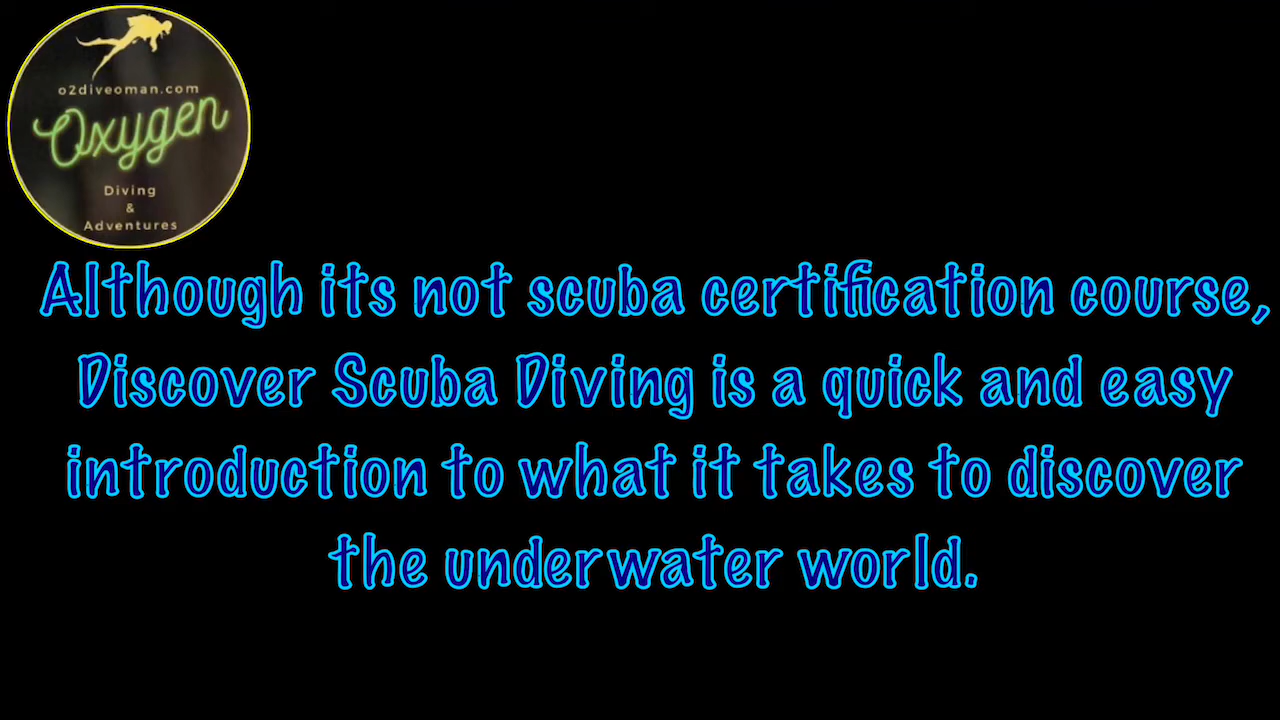 o2diveoman.com
Oxygen
Diving
&
Adventures
Although its not scuba certification course,
Discover Scuba Diving is a quick and easy
introduction to what it takes to discover
the underwater world.